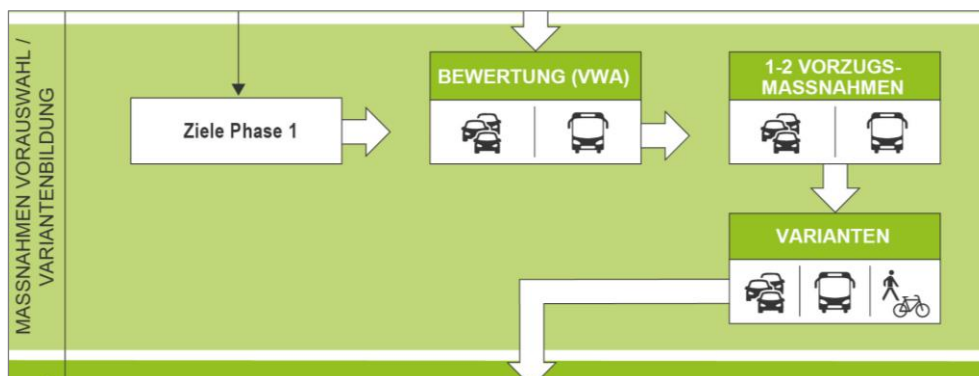 MASSNAHMEN VORAUSWAHL /
VARIANTENBILDUNG
Ziele Phase 1
BEWERTUNG (VWA)
1-2 VORZUGS-
MASSNAHMEN
VARIANTEN